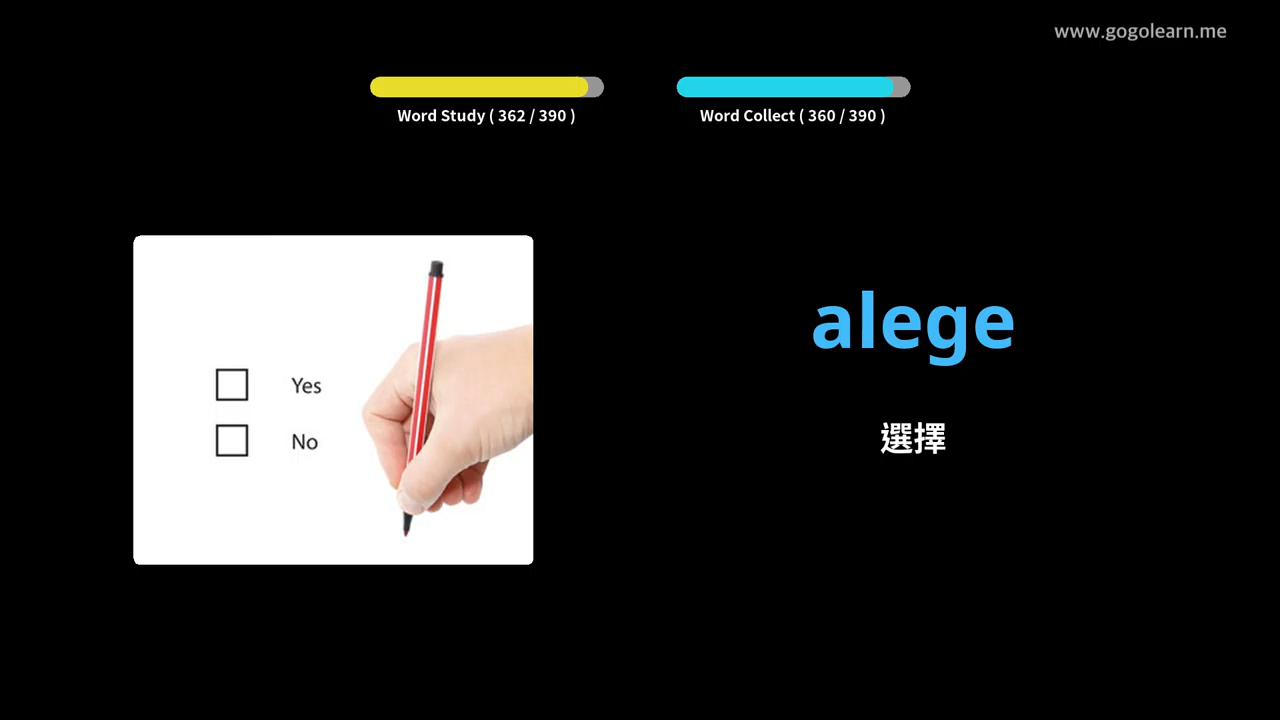 www.gogolearn.me
Word Study ( 362 / 390 )
Word Collect ( 360 / 390 )
Yes
No
alege
選擇